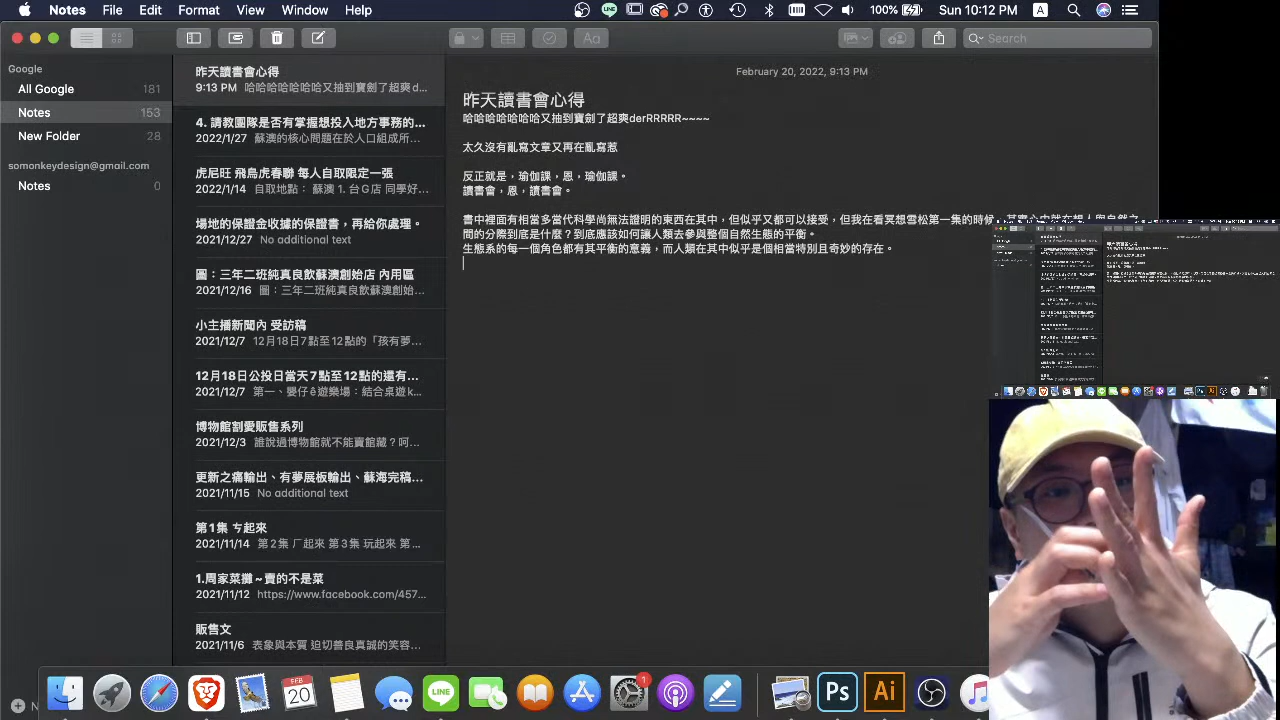 Notes File Edit Format View Window Help
100% Sun 10:12 PM A
Search
Google
All Google 181
Notes 153
New Folder 28
somonkeydesign@gmail.com
Notes 0
昨天讀書會心得
9:13 PM 哈哈哈哈哈哈哈又抽到寶劍了超爽d…
4. 請教團隊是否有掌握想投入地方事務的…
2022/1/27 蘇澳的核心問題在於人口組成所…
虎尼旺 飛鳥虎春聯 每人自取限定一張
2022/1/14 自取地點： 蘇澳 1. 台G店 同學好…
場地的保證金收據的保證書，再給你處理。
2021/12/27 No additional text
圖：三年二班純真的歡喜蘇澳創始店 內用區
2021/12/16 圖：三年二班純真的歡喜蘇澳創始…
小主播新聞內 受訪稿
2021/12/7 12月18日7點至12點的「孩有夢…
12月18日公投日當天7點至12點的還有…
2021/12/7 第一、嬰仔ê遊樂場：
博物館割愛販售系列
2021/12/3 誰說過博物館就不能賣館藏？呵…
更新之痛輸出、有夢展板輸出、蘇海完稿…
2021/11/15 No additional text
第1集 ㄘ起來
2021/11/14 第2集 ㄏ起來 第3集 玩起來 第…
1.周家菜攤~賣的不是菜
2021/11/12 https://www.facebook.com/457…
販售文
2021/11/6 表象與本質 迫切善良真誠的笑容…
February 20, 2022, 9:13 PM
昨天讀書會心得
哈哈哈哈哈哈哈又抽到寶劍了超爽derRRRRR~~~~
太久沒有亂寫文章又再在亂寫惹
反正就是，瑜伽課，恩，瑜伽課。
讀書會，恩，讀書會。
書中裡面有相當多當代科學尚無法證明的東西在其中，但似乎又都可以接受，但我在看冥想雪松第一集的時候，其實心中就在想人與自然之
間的分際到底是什麼？到底應該如何讓人類去參與整個自然生態的平衡。
生態系的每一個角色都有其平衡的意義，而人類在其中似乎是個相當特別且奇妙的存在。
FEB
20
1
Ps
Ai